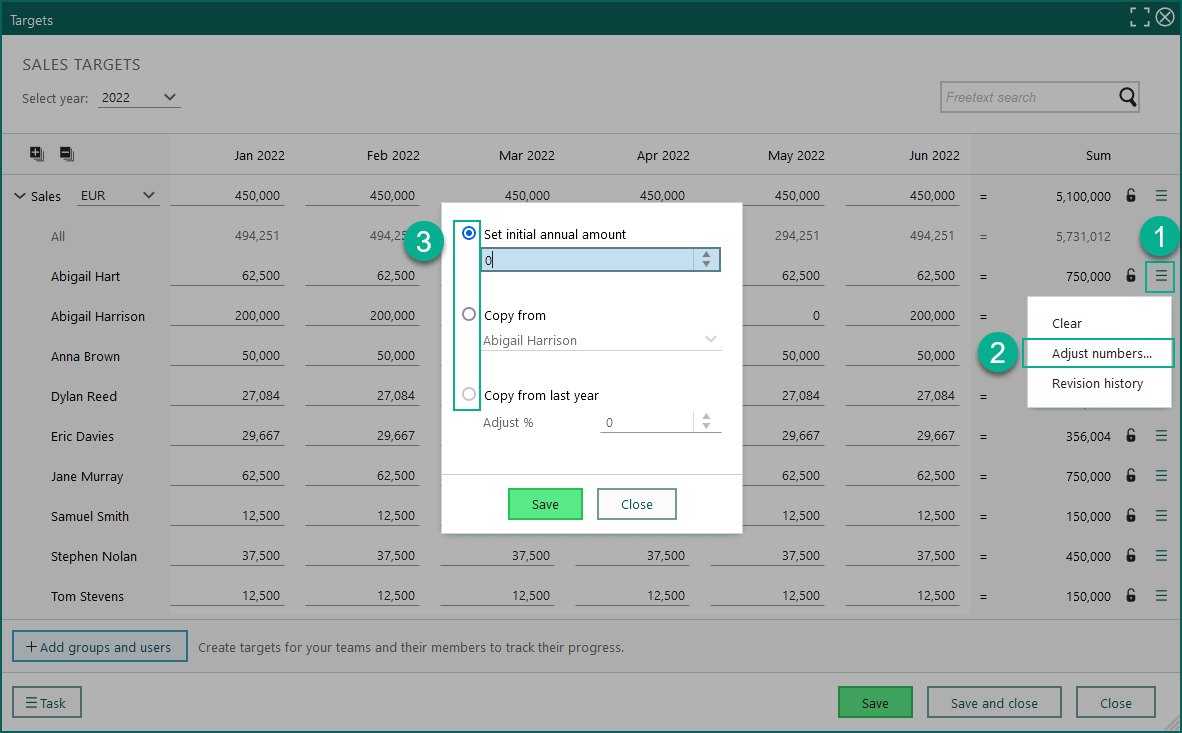 Targets
SALES TARGETS
Select year: 2022
Freetext search
Jan 2022 Feb 2022 Mar 2022 Apr 2022 May 2022 Jun 2022 Sum
Sales EUR 450,000 450,000 450,000 450,000 450,000 450,000 = 5,100,000
All 494,251 494,25 294,251 494,251 = 5,731,012
1
3
Set initial annual amount
0
Abigail Hart 62,500 62,500 62,500 62,500 = 750,000
Abigail Harrison 200,000 200,000 0 200,000 =
Copy from
Abigail Harrison
Clear
2
Adjust numbers...
Revision history
Anna Brown 50,000 50,000 50,000 50,000
Dylan Reed 27,084 27,084 27,084 27,084 =
Copy from last year
Adjust % 0
Eric Davies 29,667 29,667 29,667 29,667 = 356,004
Jane Murray 62,500 62,500 62,500 62,500 = 750,000
Save Close
Samuel Smith 12,500 12,500 12,500 12,500 = 150,000
Stephen Nolan 37,500 37,500 37,500 37,500 37,500 37,500 = 450,000
Tom Stevens 12,500 12,500 12,500 12,500 12,500 12,500 = 150,000
+ Add groups and users Create targets for your teams and their members to track their progress.
Task Save Save and close Close